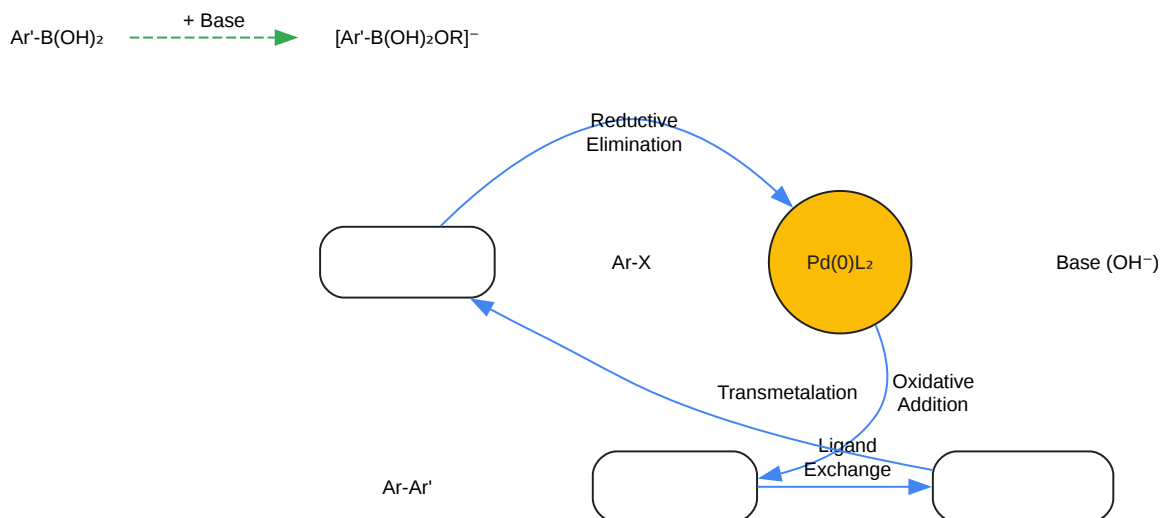 + Base
Ar'-B(OH)₂
[Ar'-B(OH)₂OR]⁻
Reductive
Elimination
Ar-X
Pd(0)L₂
Base (OH⁻)
Transmetalation
Oxidative
Addition
Ligand
Exchange
Ar-Ar'